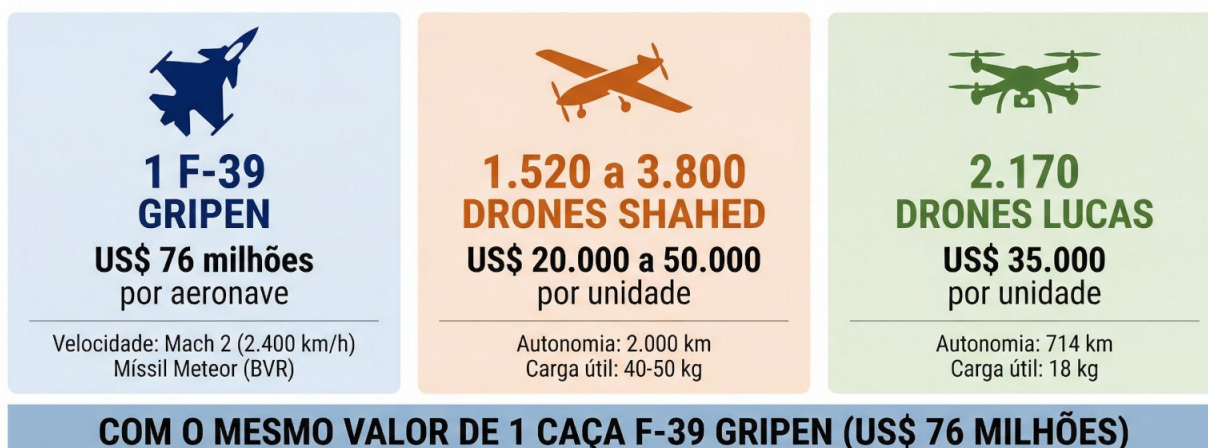 1 F-39
GRIPEN
US$ 76 milhões
por aeronave
Velocidade: Mach 2 (2.400 km/h)
Míssil Meteor (BVR)
1.520 a 3.800
DRONES SHAHED
US$ 20.000 a 50.000
por unidade
Autonomia: 2.000 km
Carga útil: 40-50 kg
2.170
DRONES LUCAS
US$ 35.000
por unidade
Autonomia: 714 km
Carga útil: 18 kg
COM O MESMO VALOR DE 1 CAÇA F-39 GRIPEN (US$ 76 MILHÕES)